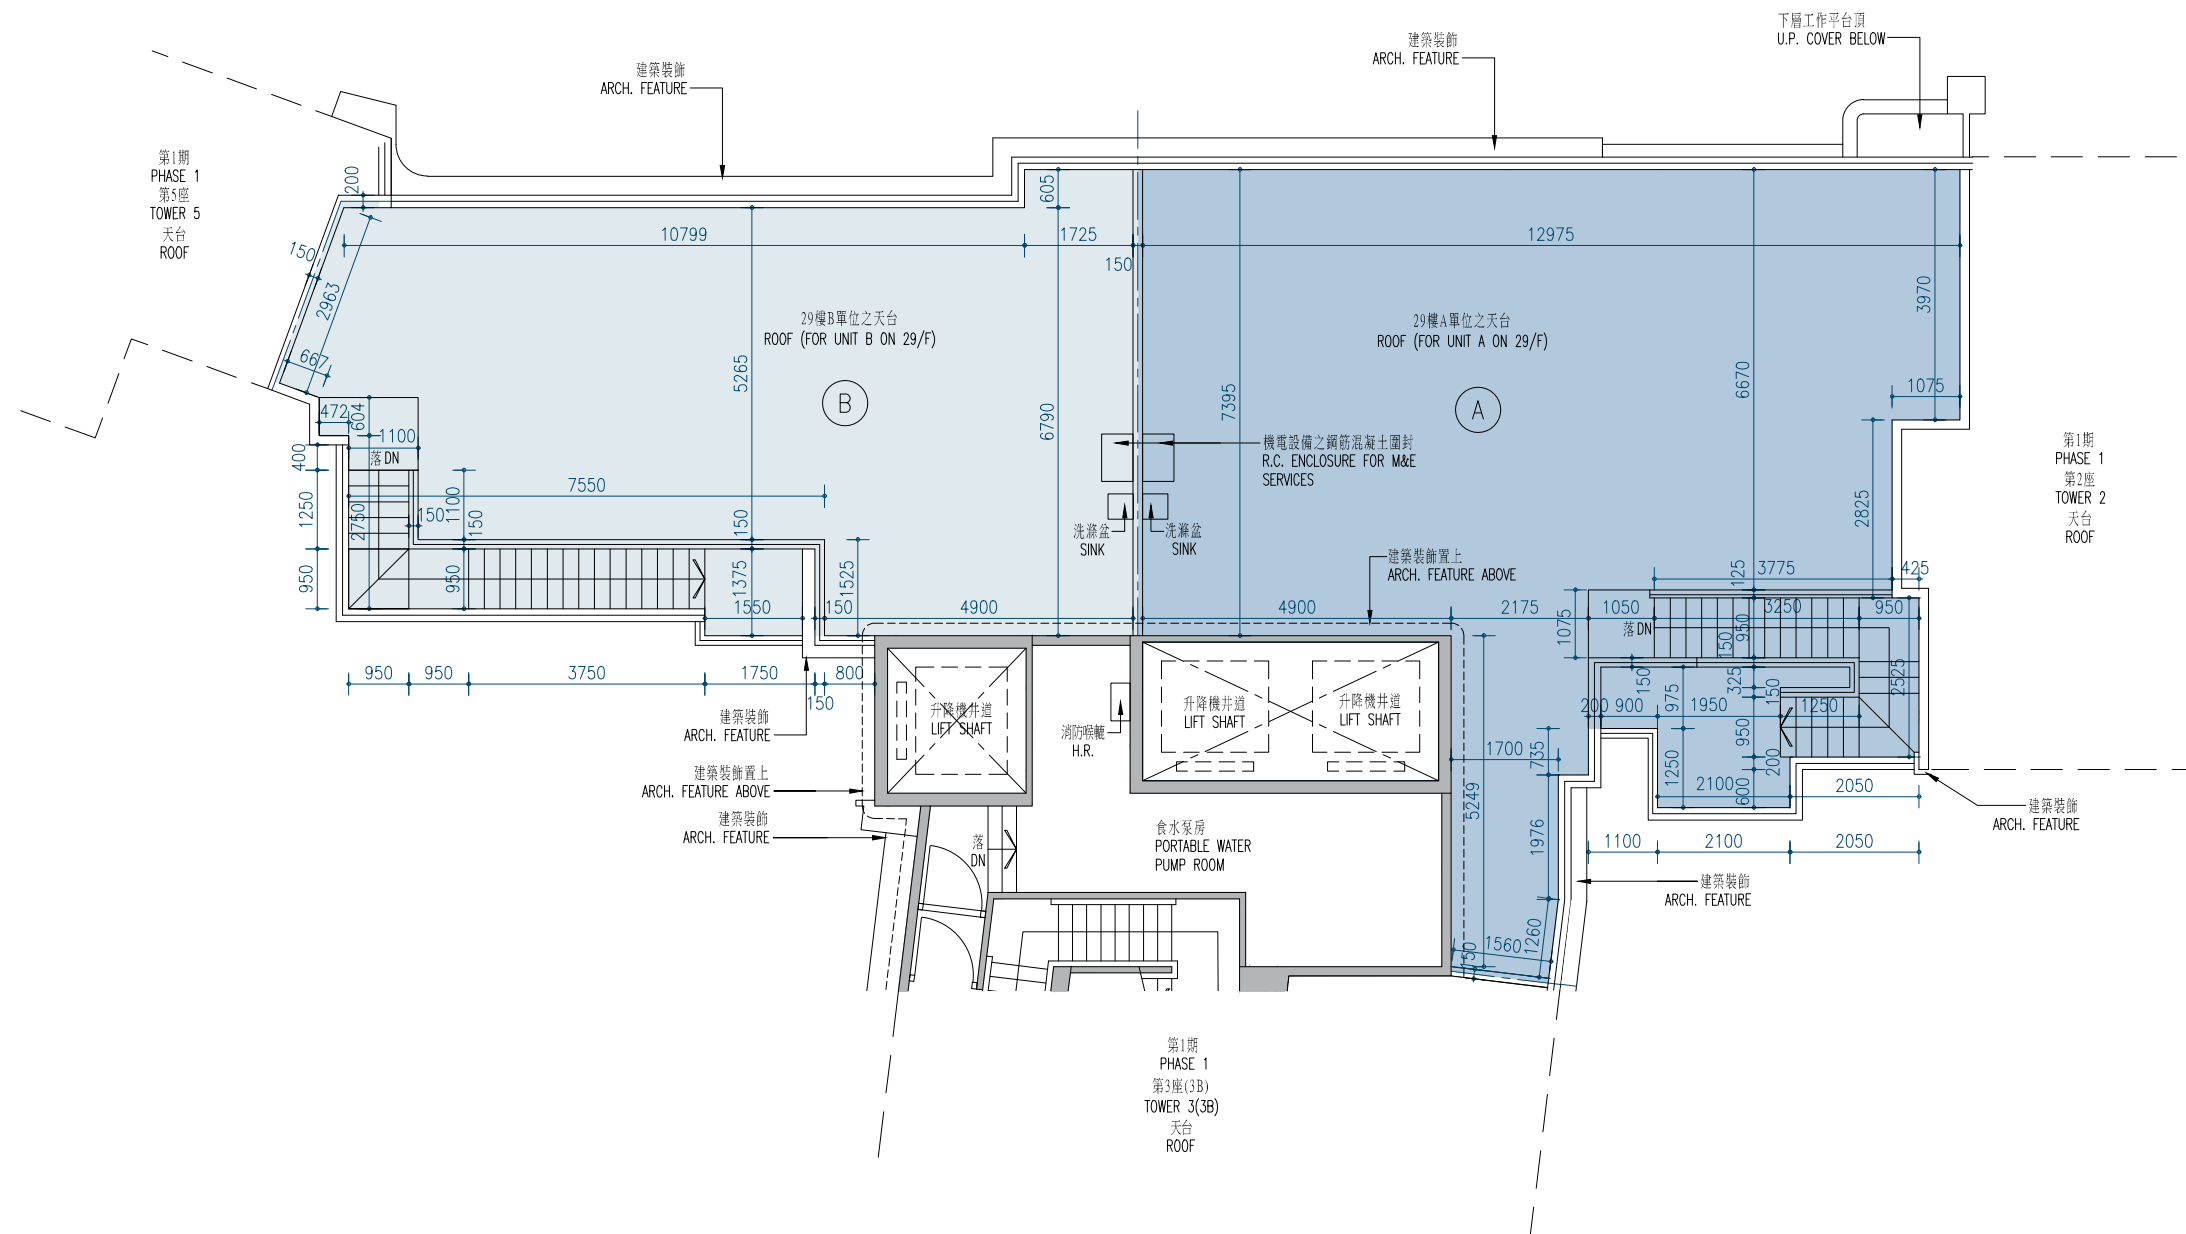 下層工作平台頂
U.P. COVER BELOW
建築裝飾
ARCH. FEATURE
建築裝飾
ARCH. FEATURE
第1期
PHASE 1
第5座
TOWER 5
天台
ROOF
200
605
10799
1725
12975
150
150
2963
3970
29樓B單位之天台
ROOF (FOR UNIT B ON 29/F)
29樓A單位之天台
ROOF (FOR UNIT A ON 29/F)
667
5265
6790
7395
6670
1075
B
A
472
604
1100
400
落DN
機電設備之鋼筋混凝土圍封
R.C. ENCLOSURE FOR M&E
SERVICES
第1期
PHASE 1
第2座
TOWER 2
天台
ROOF
7550
1250
2750
150
1100
150
150
2825
洗滌盆
SINK
洗滌盆
SINK
建築裝飾置上
ARCH. FEATURE ABOVE
950
950
1375
1525
125
3775
425
1550
150
4900
4900
2175
1075
1050
3250
950
落DN
950
150
2525
950
950
3750
1750
800
150
150
325
150
975
200
900
1950
1250
建築裝飾
ARCH. FEATURE
升降機井道
LIFT SHAFT
消防喉轆
H.R.
升降機井道
LIFT SHAFT
升降機井道
LIFT SHAFT
1700
735
1250
950
200
建築裝飾置上
ARCH. FEATURE ABOVE
2100
600
2050
建築裝飾
ARCH. FEATURE
5249
1976
建築裝飾
ARCH. FEATURE
落
DN
食水泵房
PORTABLE WATER
PUMP ROOM
1100
2100
2050
建築裝飾
ARCH. FEATURE
1560
1260
150
第1期
PHASE 1
第3座(3B)
TOWER 3(3B)
天台
ROOF